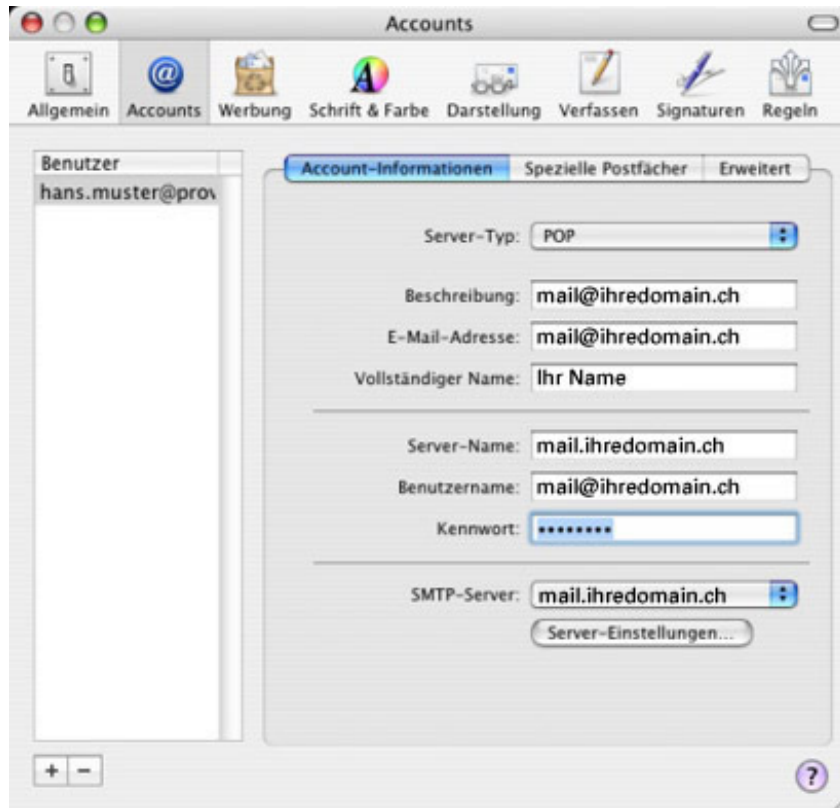 Accounts
Allgemein Accounts Werbung Schrift & Farbe Darstellung Verfassen Signaturen Regeln
Benutzer
hans.muster@prov
Account-Informationen Spezielle Postfächer Erweitert
Server-Typ: POP
Beschreibung: mail@ihredomain.ch
E-Mail-Adresse: mail@ihredomain.ch
Vollständiger Name: Ihr Name
Server-Name: mail.ihredomain.ch
Benutzername: mail@ihredomain.ch
Kennwort: ••••••••
SMTP-Server: mail.ihredomain.ch
Server-Einstellungen...
+ − ?